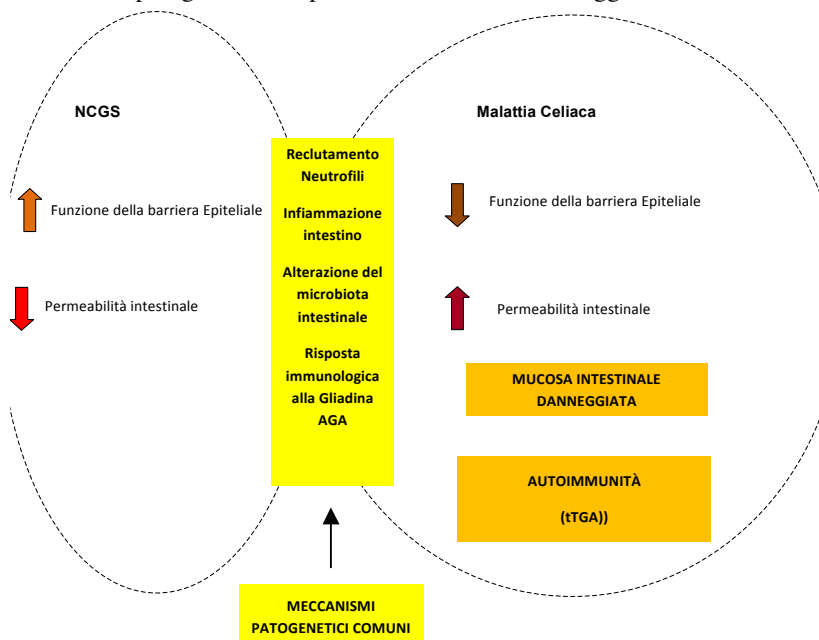 NCGS
Funzione della barriera Epiteliale
Permeabilità intestinale
Reclutamento
Neutrofili
Infiammazione
intestino
Alterazione del
microbiota
intestinale
Risposta
immunologica
alla Gliadina
AGA
Malattia Celiaca
Funzione della barriera Epiteliale
Permeabilità intestinale
MUCOSA INTESTINALE
DANNEGGIATA
AUTOIMMUNITÀ
(tTGA))
MECCANISMI
PATOGENETICI COMUNI